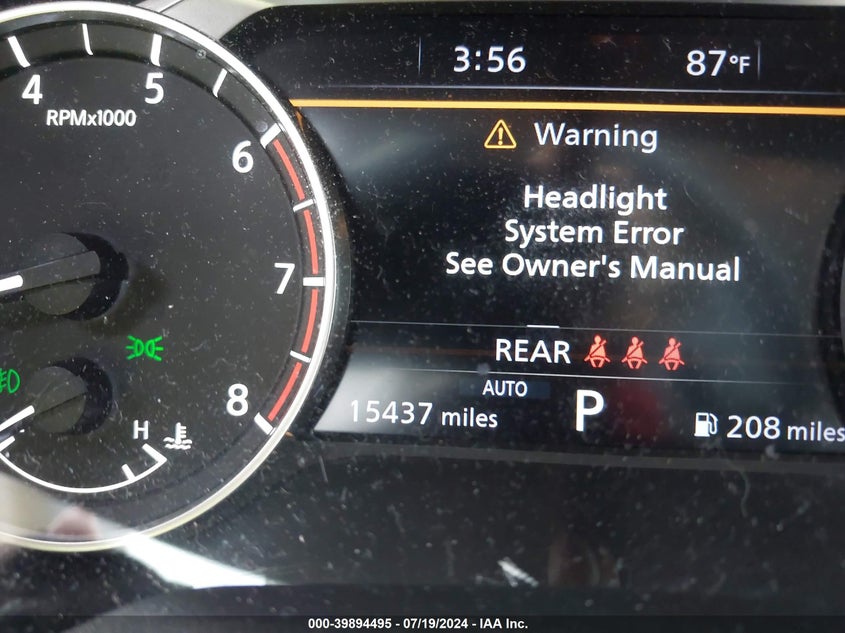 3:56 87°F
4 5
RPMx1000
6
7
8
H
Warning
Headlight
System Error
See Owner's Manual
REAR
AUTO
15437 miles P 208 miles
000-39894495 - 07/19/2024 - IAA Inc.